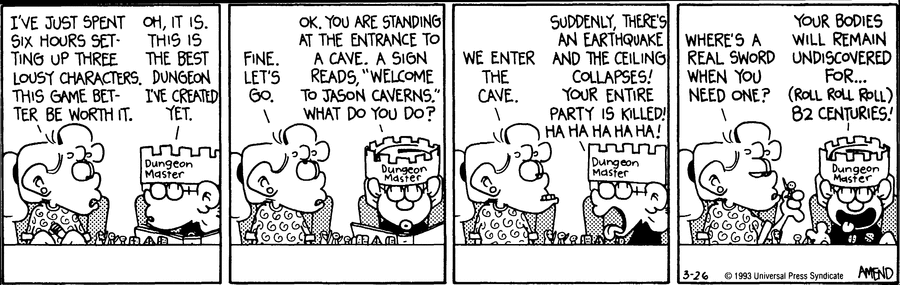 I'VE JUST SPENT
SIX HOURS SET-
TING UP THREE
LOUSY CHARACTERS.
THIS GAME BET-
TER BE WORTH IT.
OH, IT IS.
THIS IS
THE BEST
DUNGEON
I'VE CREATED
YET.
Dungeon
Master
FINE.
LET'S
GO.
OK. YOU ARE STANDING
AT THE ENTRANCE TO
A CAVE. A SIGN
READS, "WELCOME
TO JASON CAVERNS."
WHAT DO YOU DO?
Dungeon
Master
WE ENTER
THE
CAVE.
SUDDENLY, THERE'S
AN EARTHQUAKE
AND THE CEILING
COLLAPSES!
YOUR ENTIRE
PARTY IS KILLED!
HA HA HA HA HA!
Dungeon
Master
WHERE'S A
REAL SWORD
WHEN YOU
NEED ONE?
YOUR BODIES
WILL REMAIN
UNDISCOVERED
FOR...
(ROLL ROLL ROLL)
82 CENTURIES!
Dungeon
Master
3-26
© 1993 Universal Press Syndicate
AMEND